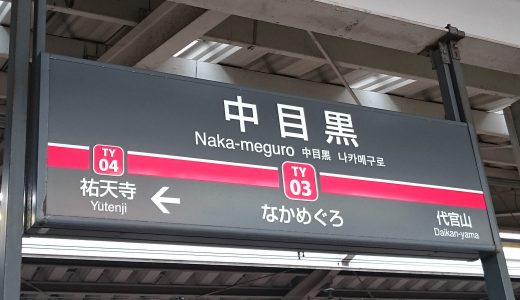 中目黒
Naka-meguro 中目黒 나카메구로
TY
04
TY
03
祐天寺
Yutenji
←
なかめぐろ
代官山
Daikan-yama